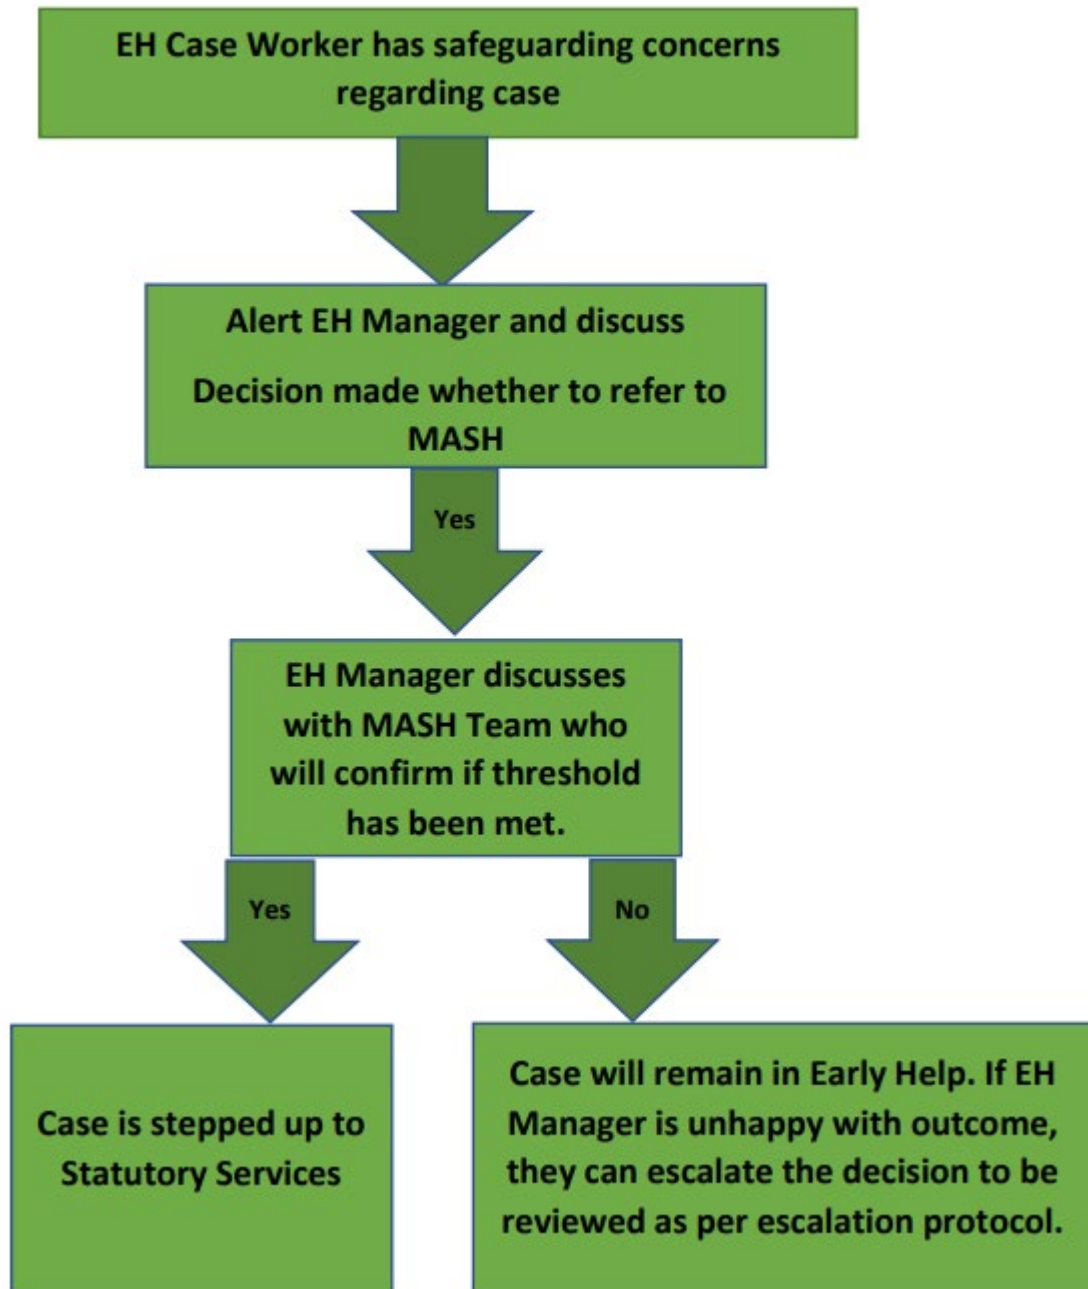 EH Case Worker has safeguarding concerns
regarding case
Alert EH Manager and discuss
Decision made whether to refer to
MASH
Yes
EH Manager discusses
with MASH Team who
will confirm if threshold
has been met.
Yes
No
Case is stepped up to
Statutory Services
Case will remain in Early Help. If EH
Manager is unhappy with outcome,
they can escalate the decision to be
reviewed as per escalation protocol.